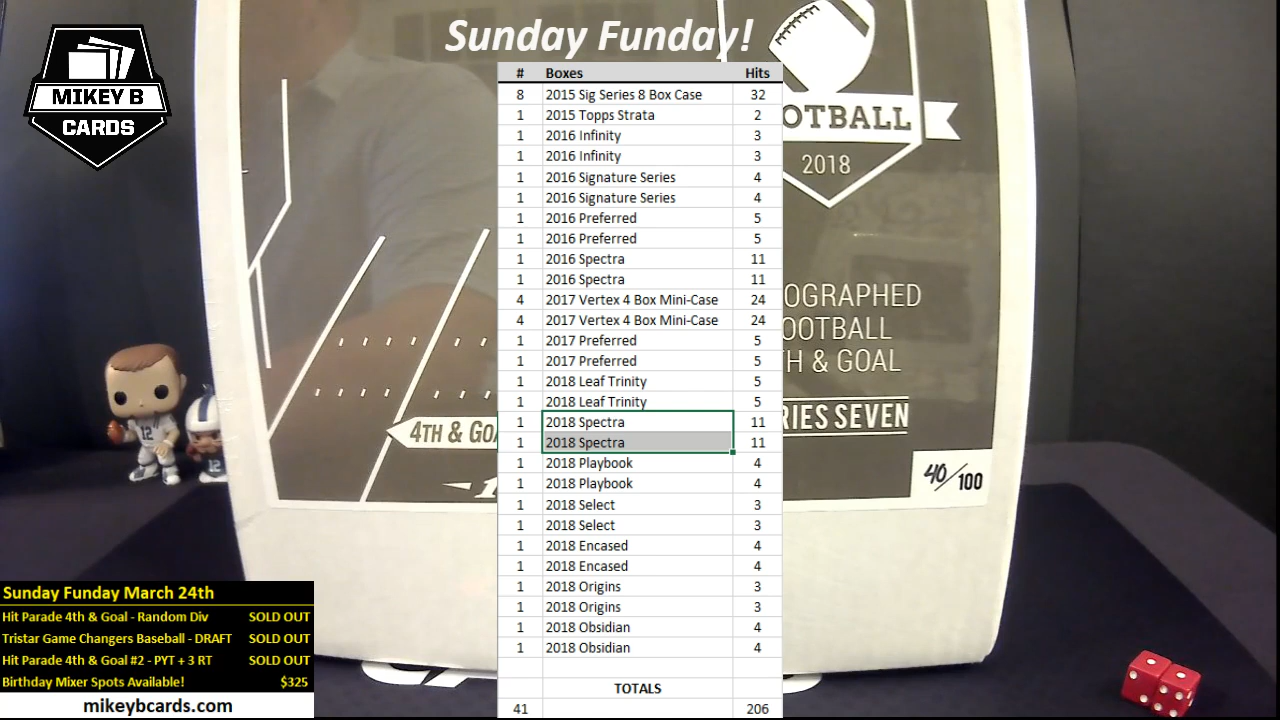 Sunday Funday!
MIKEY B
CARDS
# Boxes Hits
8 2015 Sig Series 8 Box Case 32
1 2015 Topps Strata 2
1 2016 Infinity 3
1 2016 Infinity 3
1 2016 Signature Series 4
1 2016 Signature Series 4
1 2016 Preferred 5
1 2016 Preferred 5
1 2016 Spectra 11
1 2016 Spectra 11
4 2017 Vertex 4 Box Mini-Case 24
4 2017 Vertex 4 Box Mini-Case 24
1 2017 Preferred 5
1 2017 Preferred 5
1 2018 Leaf Trinity 5
1 2018 Leaf Trinity 5
1 2018 Spectra 11
1 2018 Spectra 11
1 2018 Playbook 4
1 2018 Playbook 4
1 2018 Select 3
1 2018 Select 3
1 2018 Encased 4
1 2018 Encased 4
1 2018 Origins 3
1 2018 Origins 3
1 2018 Obsidian 4
1 2018 Obsidian 4
TOTALS
41 206
OTBALL
2018
OGRAPHED
OOTBALL
H & GOAL
RIES SEVEN
40/100
4TH & GOA
12
12
Sunday Funday March 24th
Hit Parade 4th & Goal - Random Div SOLD OUT
Tristar Game Changers Baseball - DRAFT SOLD OUT
Hit Parade 4th & Goal #2 - PYT + 3 RT SOLD OUT
Birthday Mixer Spots Available! $325
mikeybcards.com